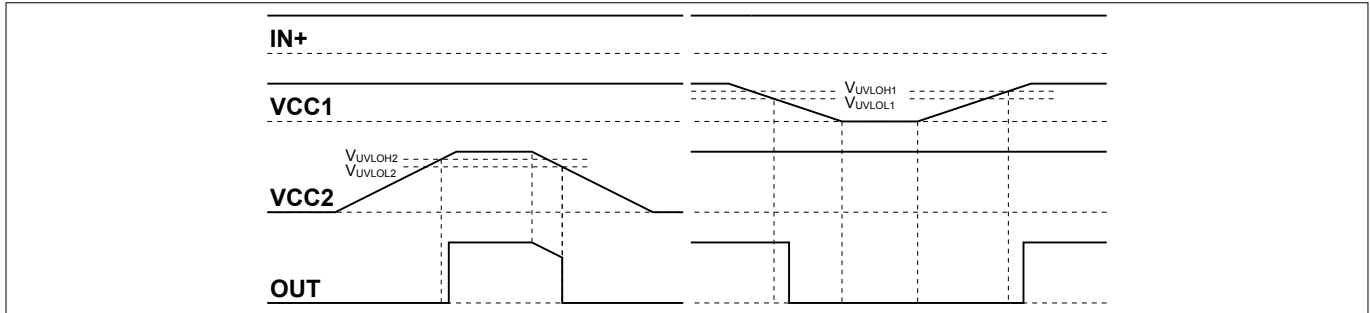 IN+
VCC1
VUVLOH1
VUVLOL1
VUVLOH2
VUVLOL2
VCC2
OUT